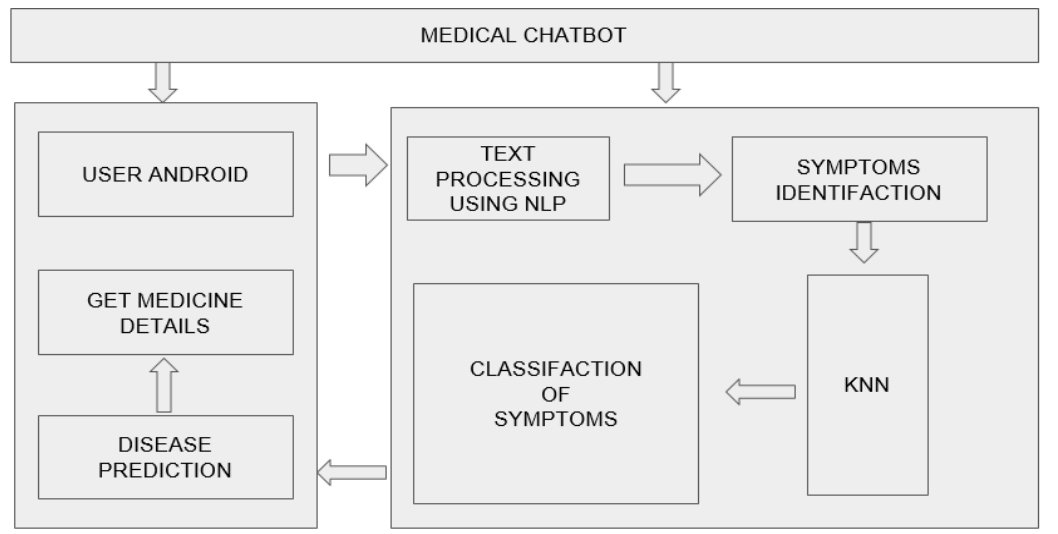 MEDICAL CHATBOT
USER ANDROID
TEXT
PROCESSING
USING NLP
SYMPTOMS
IDENTIFACTION
GET MEDICINE
DETAILS
CLASSIFACTION
OF
SYMPTOMS
KNN
DISEASE
PREDICTION